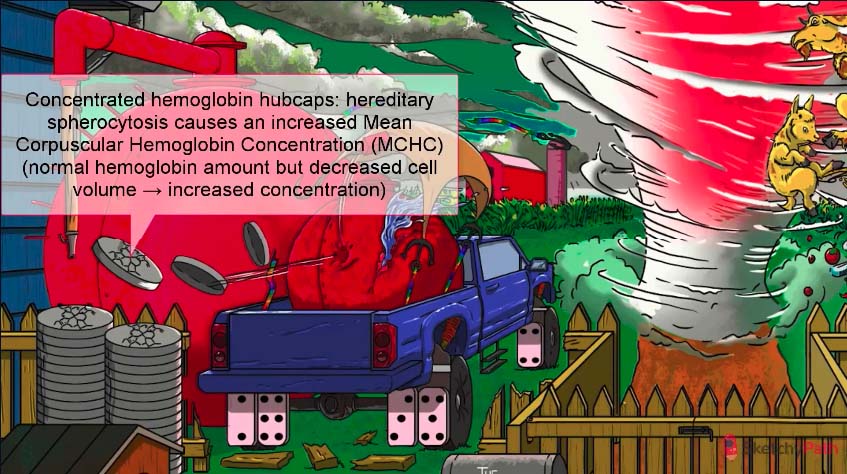 Concentrated hemoglobin hubcaps: hereditary
spherocytosis causes an increased Mean
Corpuscular Hemoglobin Concentration (MCHC)
(normal hemoglobin amount but decreased cell
volume → increased concentration)
SketchyPath
THE